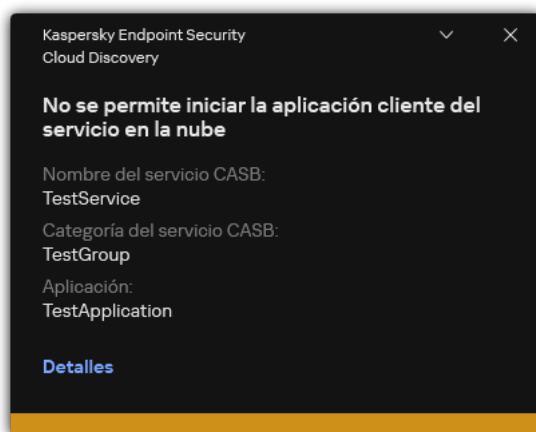 Kaspersky Endpoint Security
Cloud Discovery
No se permite iniciar la aplicación cliente del
servicio en la nube
Nombre del servicio CASB:
TestService
Categoría del servicio CASB:
TestGroup
Aplicación:
TestApplication
Detalles